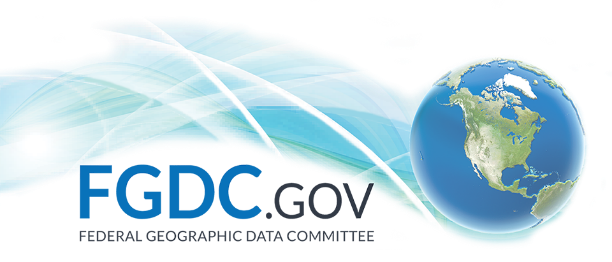 FGDC.GOV
FEDERAL GEOGRAPHIC DATA COMMITTEE